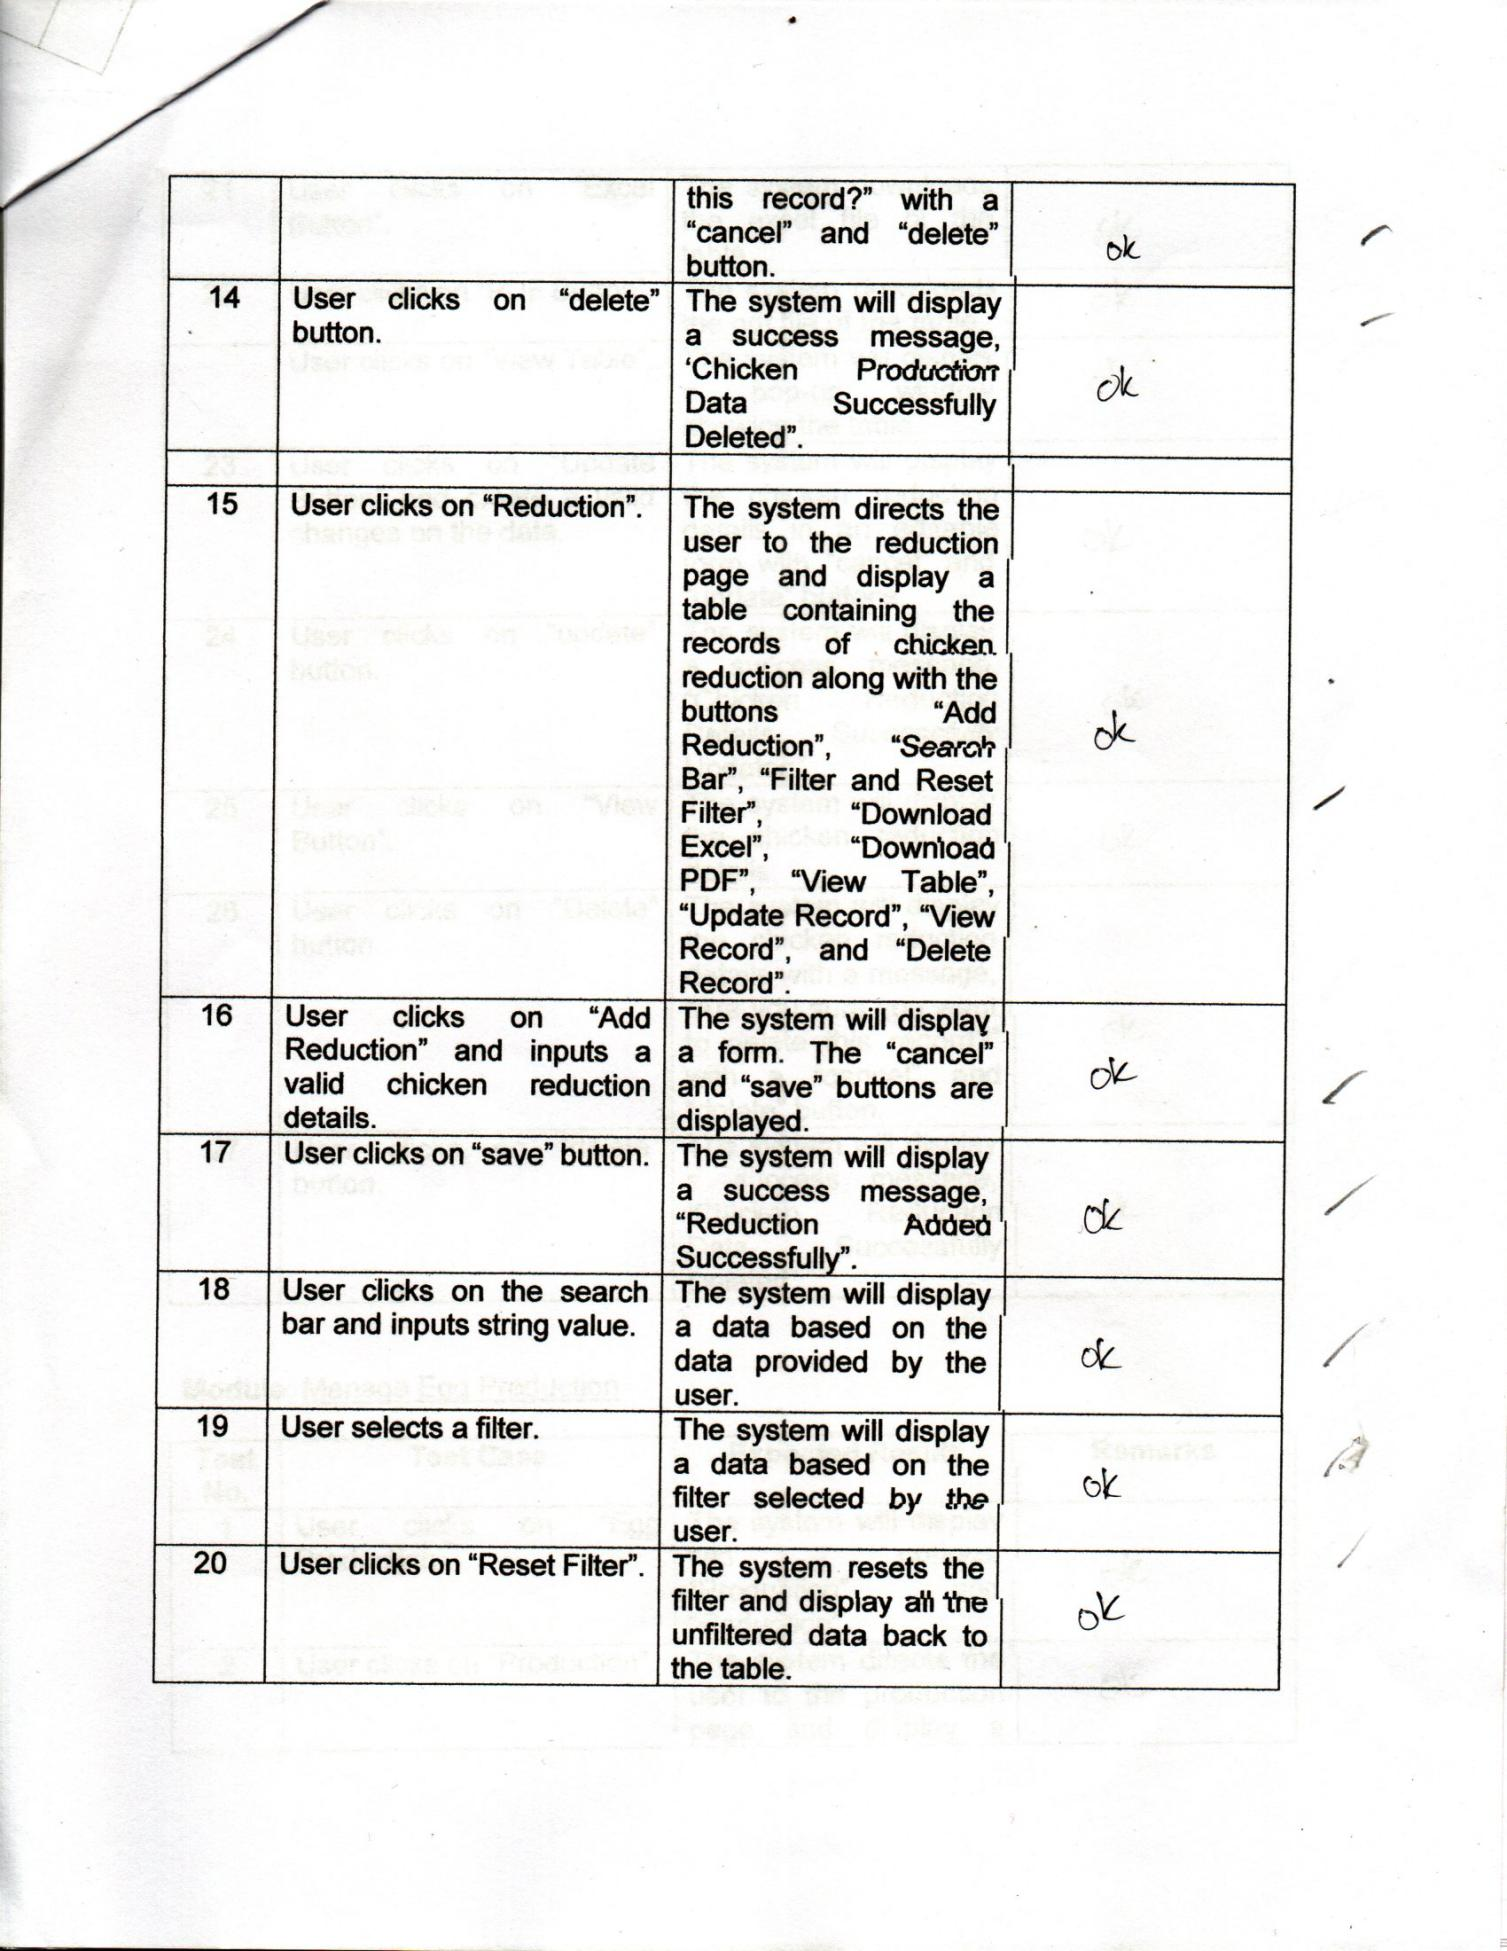 this record?” with a
“cancel” and “delete”
button.
ok
14
User clicks on “delete”
button.
The system will display
a success message,
‘Chicken Production
Data Successfully
Deleted”.
ok
15
User clicks on “Reduction”.
The system directs the
user to the reduction
page and display a
table containing the
records of chicken
reduction along with the
buttons “Add
Reduction”, “Search
Bar”, “Filter and Reset
Filter”, “Download
Excel”, “Download
PDF”, “View Table”,
“Update Record”, “View
Record”, and “Delete
Record”.
ok
16
User clicks on “Add
Reduction” and inputs a
valid chicken reduction
details.
The system will display
a form. The “cancel”
and “save” buttons are
displayed.
ok
17
User clicks on “save” button.
The system will display
a success message,
“Reduction Added
Successfully”.
ok
18
User clicks on the search
bar and inputs string value.
The system will display
a data based on the
data provided by the
user.
ok
19
User selects a filter.
The system will display
a data based on the
filter selected by the
user.
ok
20
User clicks on “Reset Filter”.
The system resets the
filter and display all the
unfiltered data back to
the table.
ok